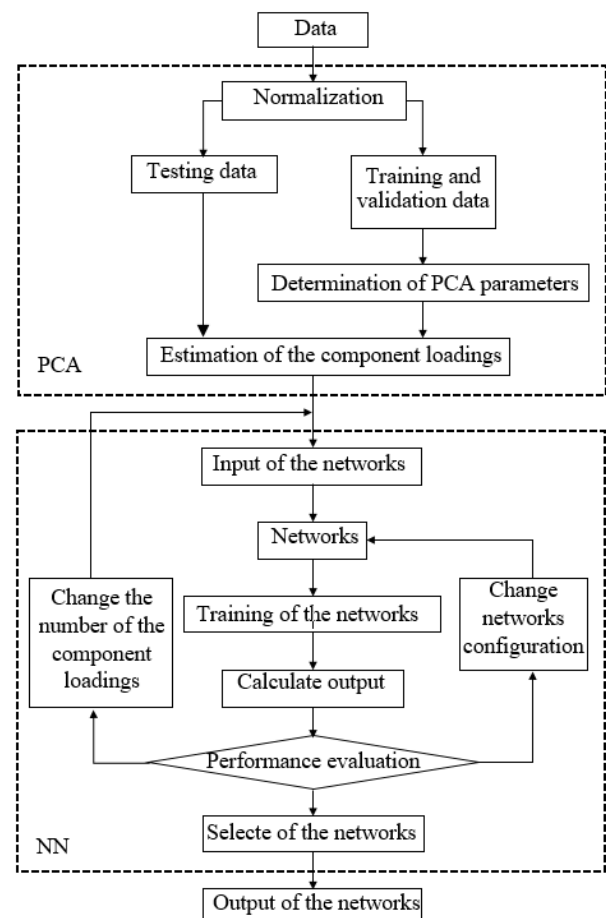 Data
Normalization
Testing data
Training and
validation data
Determination of PCA parameters
Estimation of the component loadings
PCA
Input of the networks
Networks
Change the
number of the
component
loadings
Training of the networks
Change
networks
configuration
Calculate output
Performance evaluation
Selecte of the networks
NN
Output of the networks